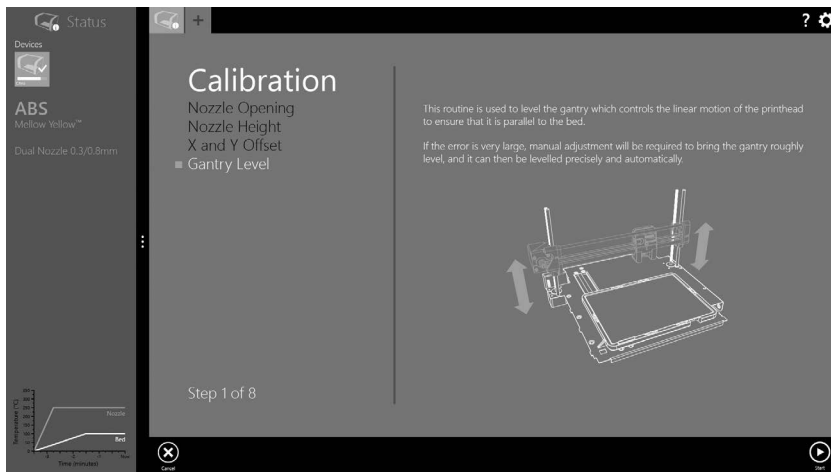 Status
+
?
Devices
ABS
Mellow Yellow™
Dual Nozzle 0.3/0.8mm
Calibration
Nozzle Opening
Nozzle Height
X and Y Offset
Gantry Level
This routine is used to level the gantry which controls the linear motion of the printhead
to ensure that it is parallel to the bed.
If the error is very large, manual adjustment will be required to bring the gantry roughly
level, and it can then be levelled precisely and automatically.
Step 1 of 8
Temperature (°C)
Nozzle
Bed
Now
Time (minutes)
Cancel
Start